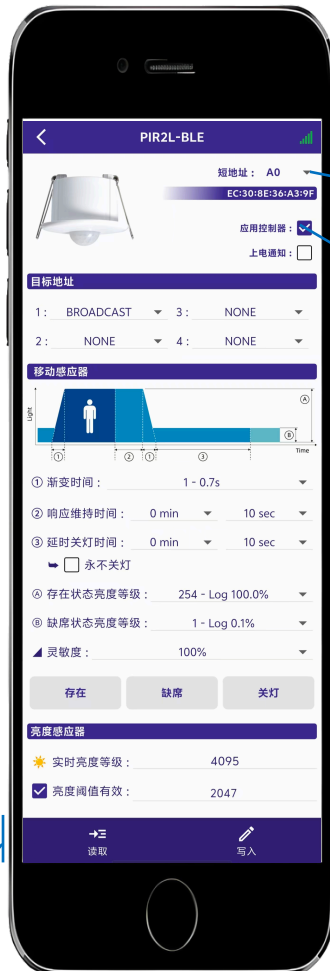 PIR2L-BLE
短地址： A0
EC:30:8E:36:A3:9F
应用控制器：
上电通知：
目标地址
1： BROADCAST 3： NONE
2： NONE 4： NONE
移动感应器
Light
Ⓐ
Ⓑ
① ② ① ③
Time
① 渐变时间： 1 - 0.7s
② 响应维持时间： 0 min 10 sec
③ 延时关灯时间： 0 min 10 sec
永不关灯
Ⓐ 存在状态亮度等级： 254 - Log 100.0%
Ⓑ 缺席状态亮度等级： 1 - Log 0.1%
灵敏度： 100%
存在 缺席 关灯
亮度感应器
实时亮度等级： 4095
亮度阈值有效： 2047
读取 写入